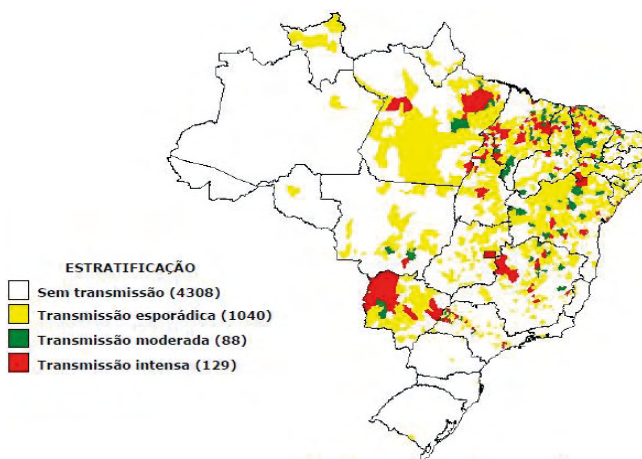 ESTRATIFICAÇÃO
Sem transmissão (4308)
Transmissão esporádica (1040)
Transmissão moderada (88)
Transmissão intensa (129)